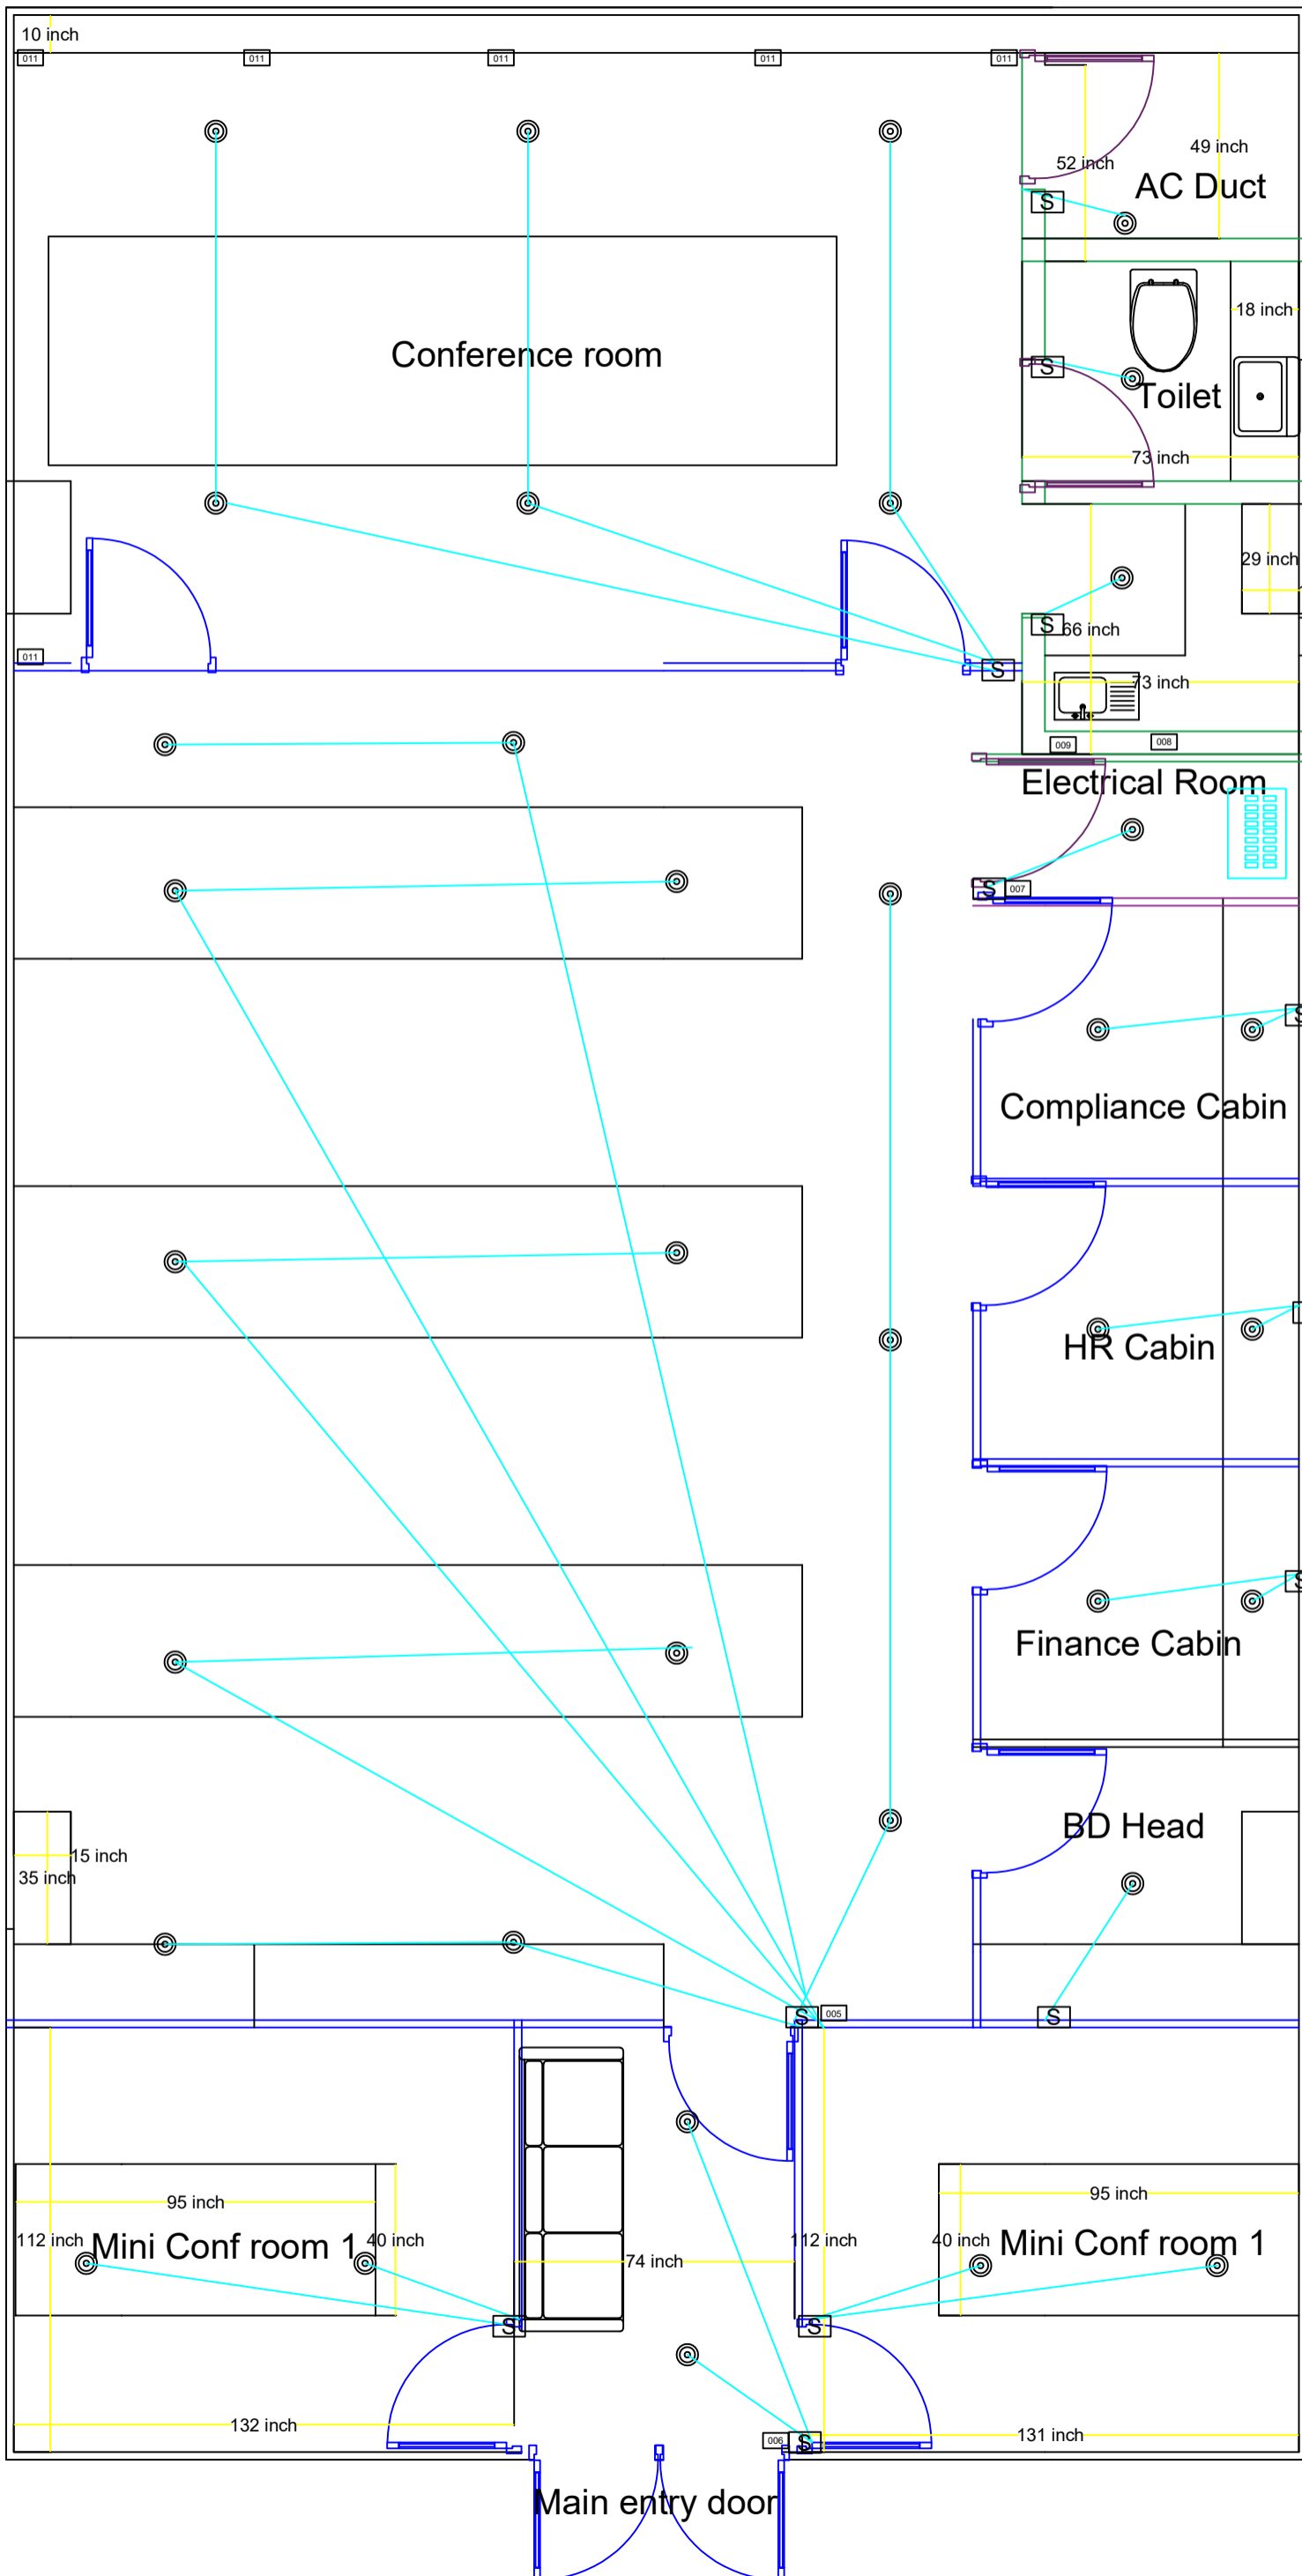 10 inch
011
011
011
011
011
49 inch
52 inch
AC Duct
S
18 inch
Conference room
S
Toilet
73 inch
29 inch
S
66 inch
011
S
73 inch
009
008
Electrical Room
S
007
S
Compliance Cabin
HR Cabin
S
Finance Cabin
BD Head
15 inch
35 inch
S
005
S
95 inch
95 inch
112 inch
Mini Conf room 1
40 inch
112 inch
40 inch
Mini Conf room 1
74 inch
S
S
132 inch
131 inch
006
S
Main entry door